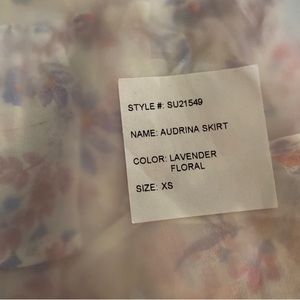 STYLE #: SU21549
NAME: AUDRINA SKIRT
COLOR: LAVENDER
FLORAL
SIZE: XS